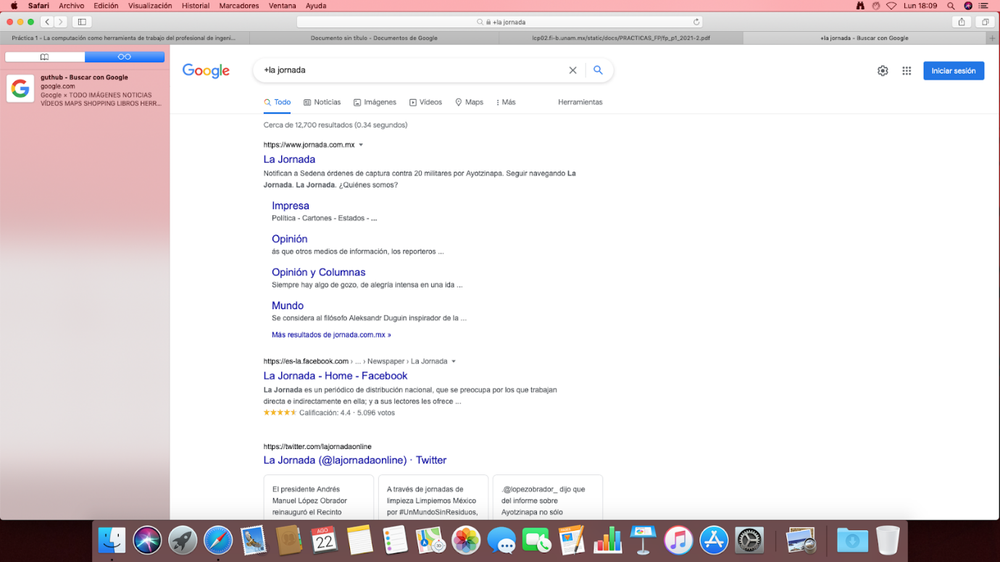 Safari Archivo Edición Visualización Historial Marcadores Ventana Ayuda Lun 18:09
+la jornada
Práctica 1 - La computación como herramienta de trabajo del profesional de ingeni...
Documento sin título - Documentos de Google
lcp02.fi-b.unam.mx/static/docs/PRACTICAS_FP/fp_p1_2021-2.pdf
+la jornada - Buscar con Google
guthub - Buscar con Google
google.com
Google × TODO IMÁGENES NOTICIAS
VÍDEOS MAPS SHOPPING LIBROS HERR...
Google
+la jornada
Iniciar sesión
Todo Noticias Imágenes Vídeos Maps Más Herramientas
Cerca de 12,700 resultados (0.34 segundos)
https://www.jornada.com.mx
La Jornada
Notifican a Sedena órdenes de captura contra 20 militares por Ayotzinapa. Seguir navegando La
Jornada. La Jornada. ¿Quiénes somos?
Impresa
Política - Cartones - Estados - ...
Opinión
ás que otros medios de información, los reporteros ...
Opinión y Columnas
Siempre hay algo de gozo, de alegría intensa en una ida ...
Mundo
Se considera al filósofo Aleksandr Duguin inspirador de la ...
Más resultados de jornada.com.mx »
https://es-la.facebook.com › ... › Newspaper › La Jornada
La Jornada - Home - Facebook
La Jornada es un periódico de distribución nacional, que se preocupa por los que trabajan
directa e indirectamente en ella; y a sus lectores les ofrece ...
Calificación: 4.4 · 5.096 votos
https://twitter.com/lajornadaonline
La Jornada (@lajornadaonline) · Twitter
El presidente Andrés
Manuel López Obrador
reinauguró el Recinto
A través de jornadas de
limpieza Limpiemos México
por #UnMundoSinResiduos,
.@lopezobrador_ dijo que
del informe sobre
Ayotzinapa no sólo
AGO
22